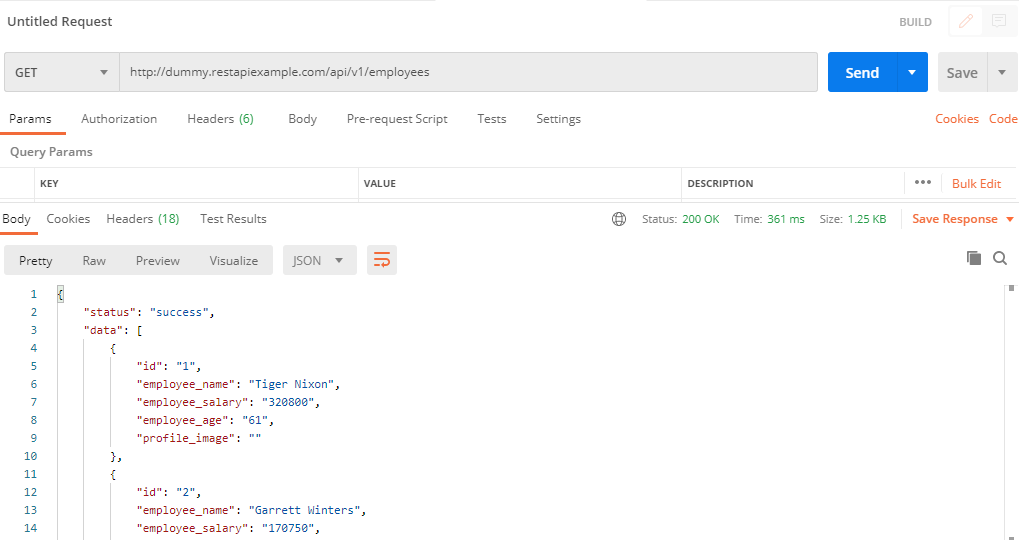 Untitled Request BUILD
GET http://dummy.restapiexample.com/api/v1/employees Send Save
Params Authorization Headers (6) Body Pre-request Script Tests Settings Cookies Code
Query Params
KEY VALUE DESCRIPTION ••• Bulk Edit
Body Cookies Headers (18) Test Results Status: 200 OK Time: 361 ms Size: 1.25 KB Save Response
Pretty Raw Preview Visualize JSON
1 {
2 "status": "success",
3 "data": [
4 {
5 "id": "1",
6 "employee_name": "Tiger Nixon",
7 "employee_salary": "320800",
8 "employee_age": "61",
9 "profile_image": ""
10 },
11 {
12 "id": "2",
13 "employee_name": "Garrett Winters",
14 "employee_salary": "170750",